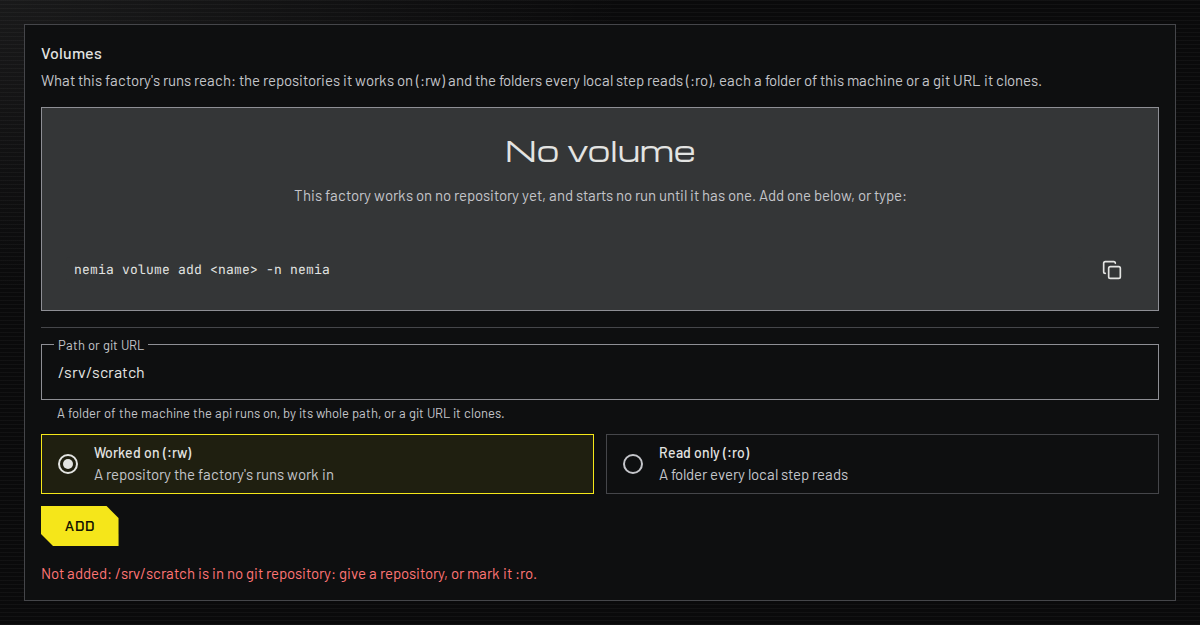 Volumes
What this factory's runs reach: the repositories it works on (:rw) and the folders every local step reads (:ro), each a folder of this machine or a git URL it clones.
No volume
This factory works on no repository yet, and starts no run until it has one. Add one below, or type:
nemia volume add <name> -n nemia
Path or git URL
/srv/scratch
A folder of the machine the api runs on, by its whole path, or a git URL it clones.
Worked on (:rw)
A repository the factory's runs work in
Read only (:ro)
A folder every local step reads
ADD
Not added: /srv/scratch is in no git repository: give a repository, or mark it :ro.